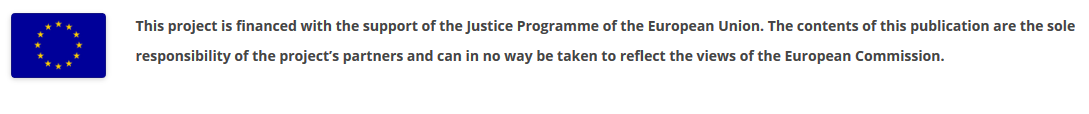 This project is financed with the support of the Justice Programme of the European Union. The contents of this publication are the sole
responsibility of the project’s partners and can in no way be taken to reflect the views of the European Commission.